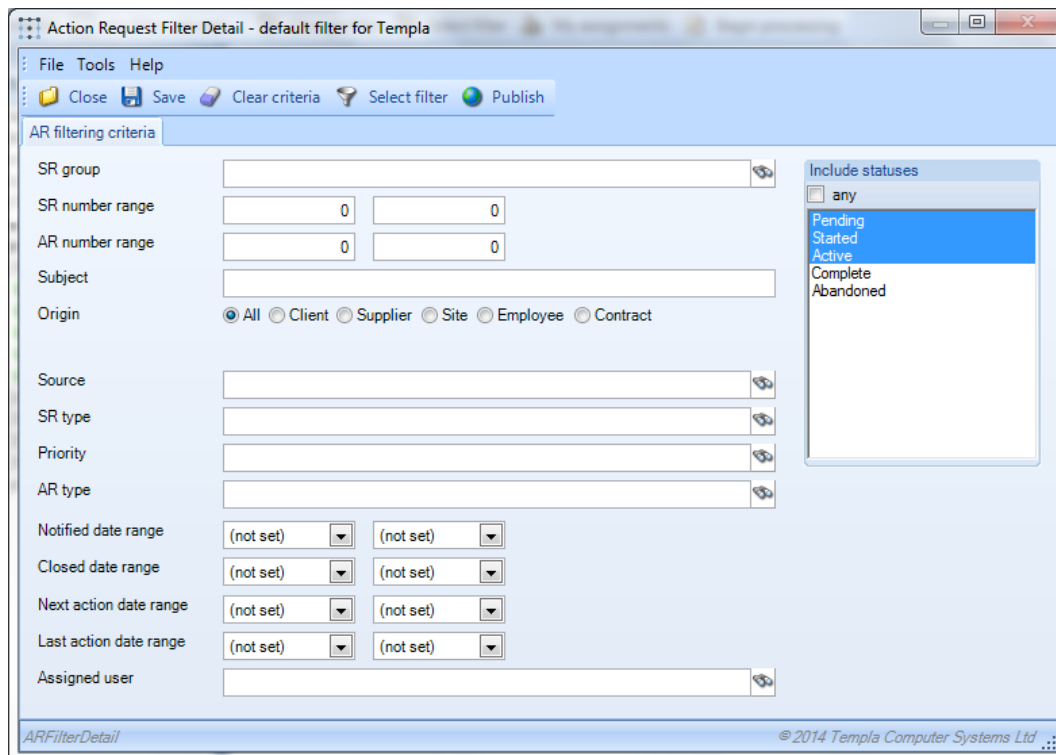 Action Request Filter Detail - default filter for Templa
File Tools Help
Close Save Clear criteria Select filter Publish
AR filtering criteria
SR group
SR number range 0 0
AR number range 0 0
Subject
Origin All Client Supplier Site Employee Contract
Source
SR type
Priority
AR type
Notified date range (not set) (not set)
Closed date range (not set) (not set)
Next action date range (not set) (not set)
Last action date range (not set) (not set)
Assigned user
Include statuses
any
Pending
Started
Active
Complete
Abandoned
ARFilterDetail © 2014 Templa Computer Systems Ltd